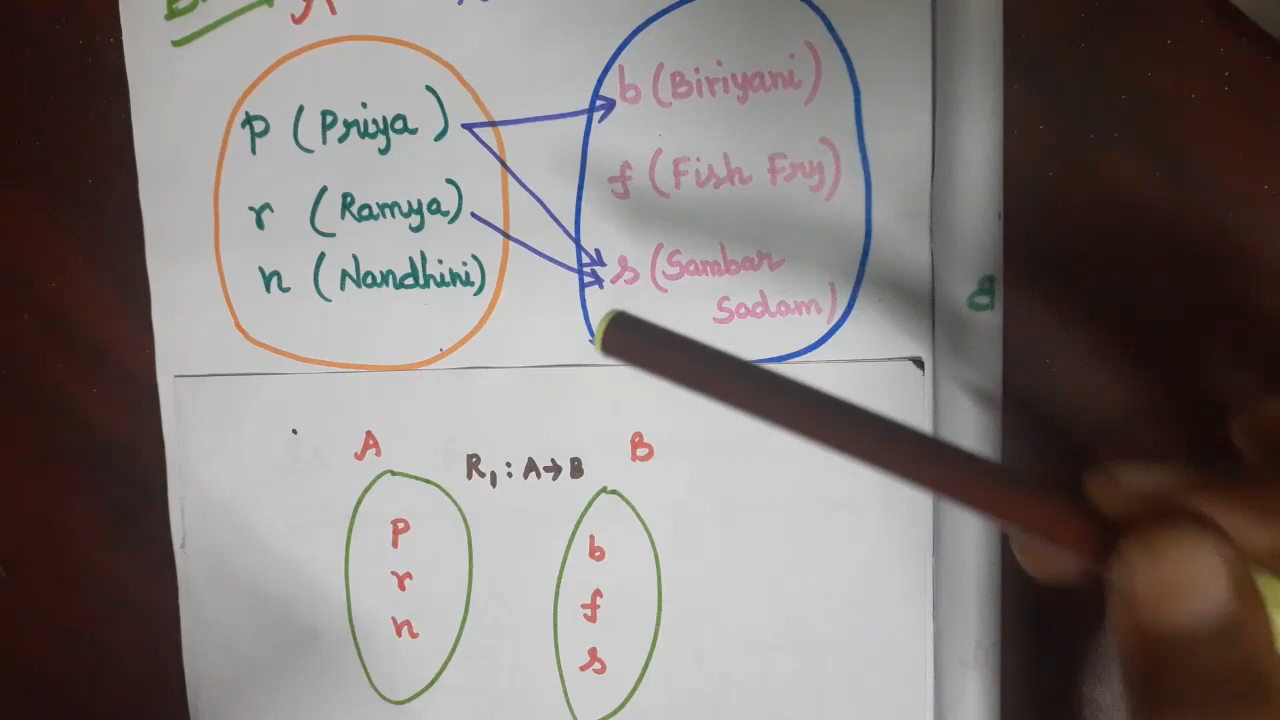 A
p (Priya) b (Biriyani)
f (Fish Fry)
r (Ramya)
n (Nandhini) s (Sambar
Sadam)
A R₁ : A→B B
p b
r f
n s
B